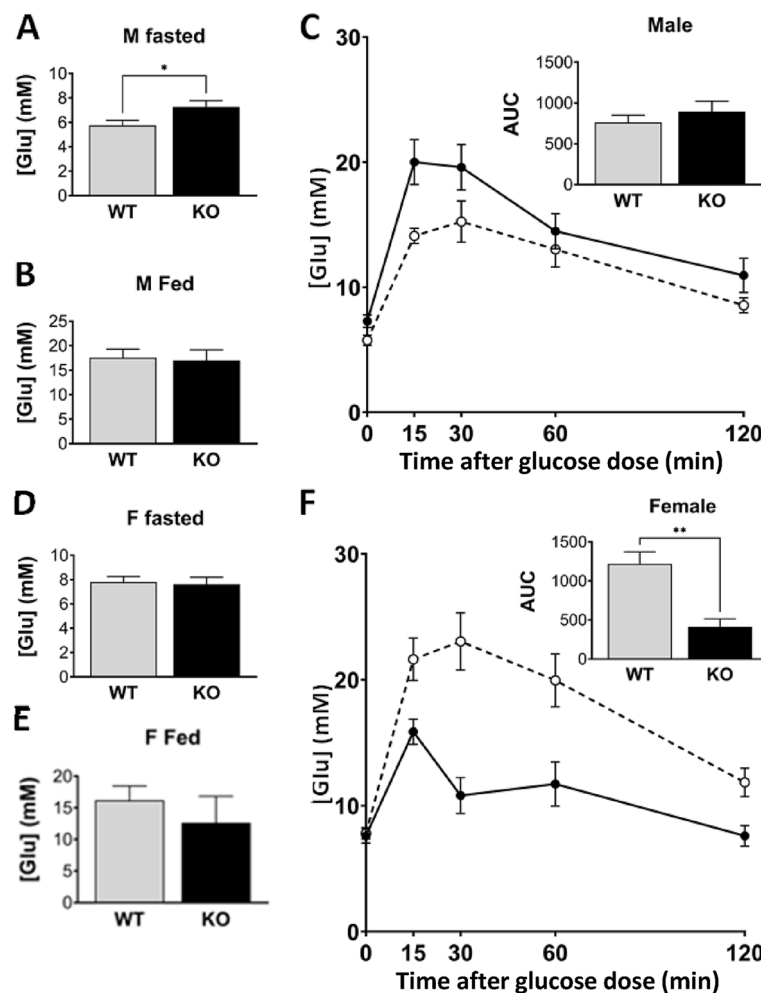 A
M fasted
[Glu] (mM)
10
8
6
4
2
0
*
WT KO
B
M Fed
[Glu] (mM)
25
20
15
10
5
0
WT KO
C
[Glu] (mM)
30
20
10
0
0 15 30 60 120
Time after glucose dose (min)
Male
AUC
1500
1000
500
0
WT KO
D
F fasted
[Glu] (mM)
10
8
6
4
2
0
WT KO
E
F Fed
[Glu] (mM)
20
15
10
5
0
WT KO
F
[Glu] (mM)
30
20
10
0
0 15 30 60 120
Time after glucose dose (min)
Female
AUC
1500
1000
500
0
**
WT KO